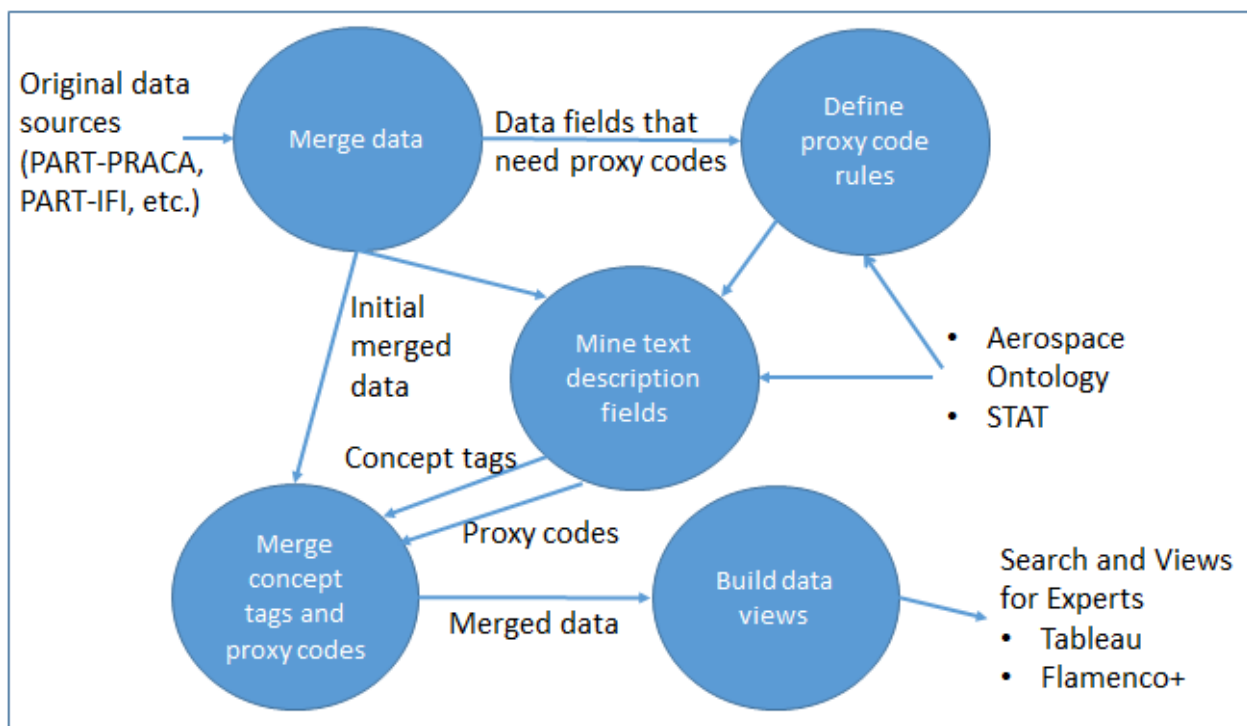 Original data
sources
(PART-PRACA,
PART-IFI, etc.)
Merge data
Data fields that
need proxy codes
Define
proxy code
rules
Initial
merged
data
Mine text
description
fields
• Aerospace
Ontology
• STAT
Concept tags
Proxy codes
Merge
concept
tags and
proxy codes
Merged data
Build data
views
Search and Views
for Experts
• Tableau
• Flamenco+